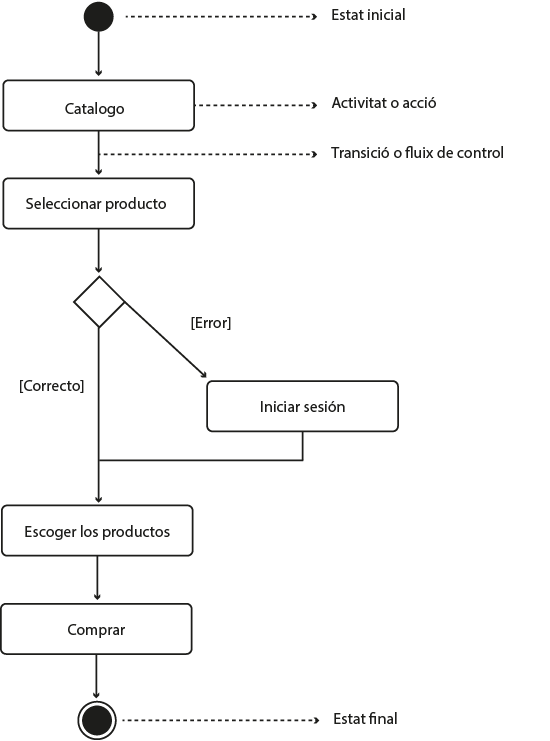 Estat inicial
Catalogo
Activitat o acció
Transició o fluix de control
Seleccionar producto
[Error]
[Correcto]
Iniciar sesión
Escoger los productos
Comprar
Estat final